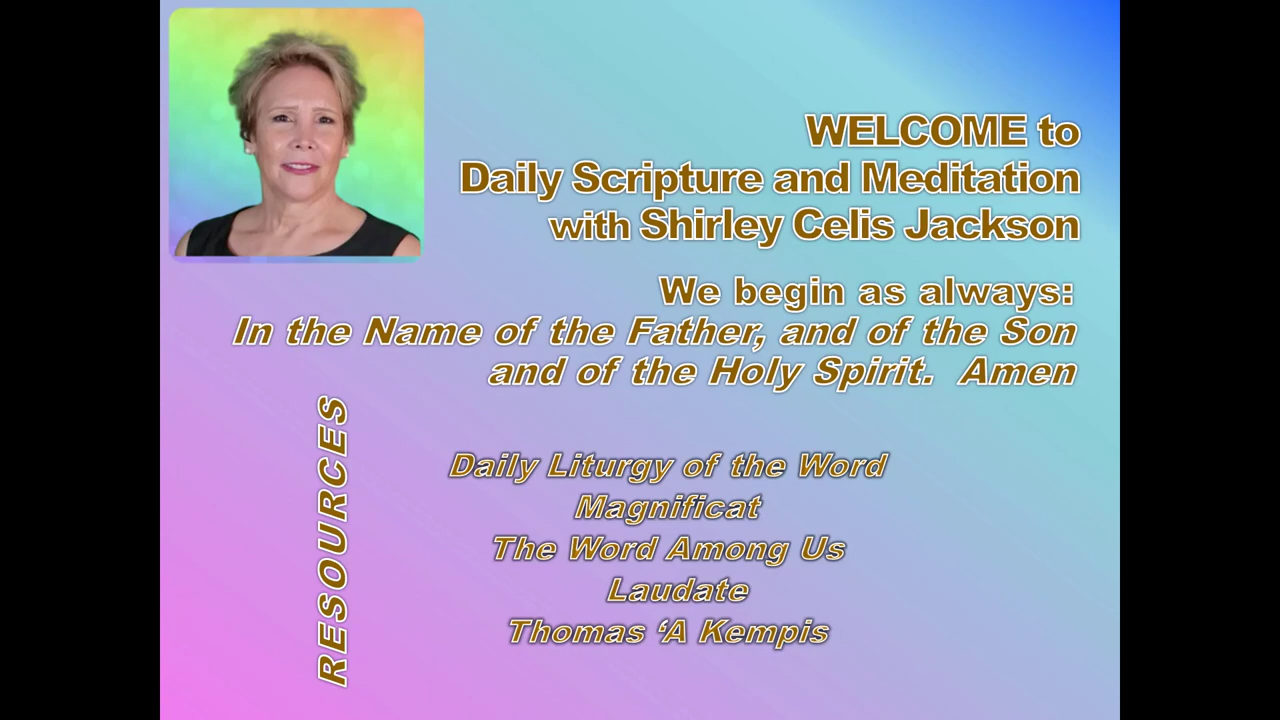 WELCOME to
Daily Scripture and Meditation
with Shirley Celis Jackson
We begin as always:
In the Name of the Father, and of the Son
and of the Holy Spirit.  Amen
RESOURCES
Daily Liturgy of the Word
Magnificat
The Word Among Us
Laudate
Thomas ‘A Kempis